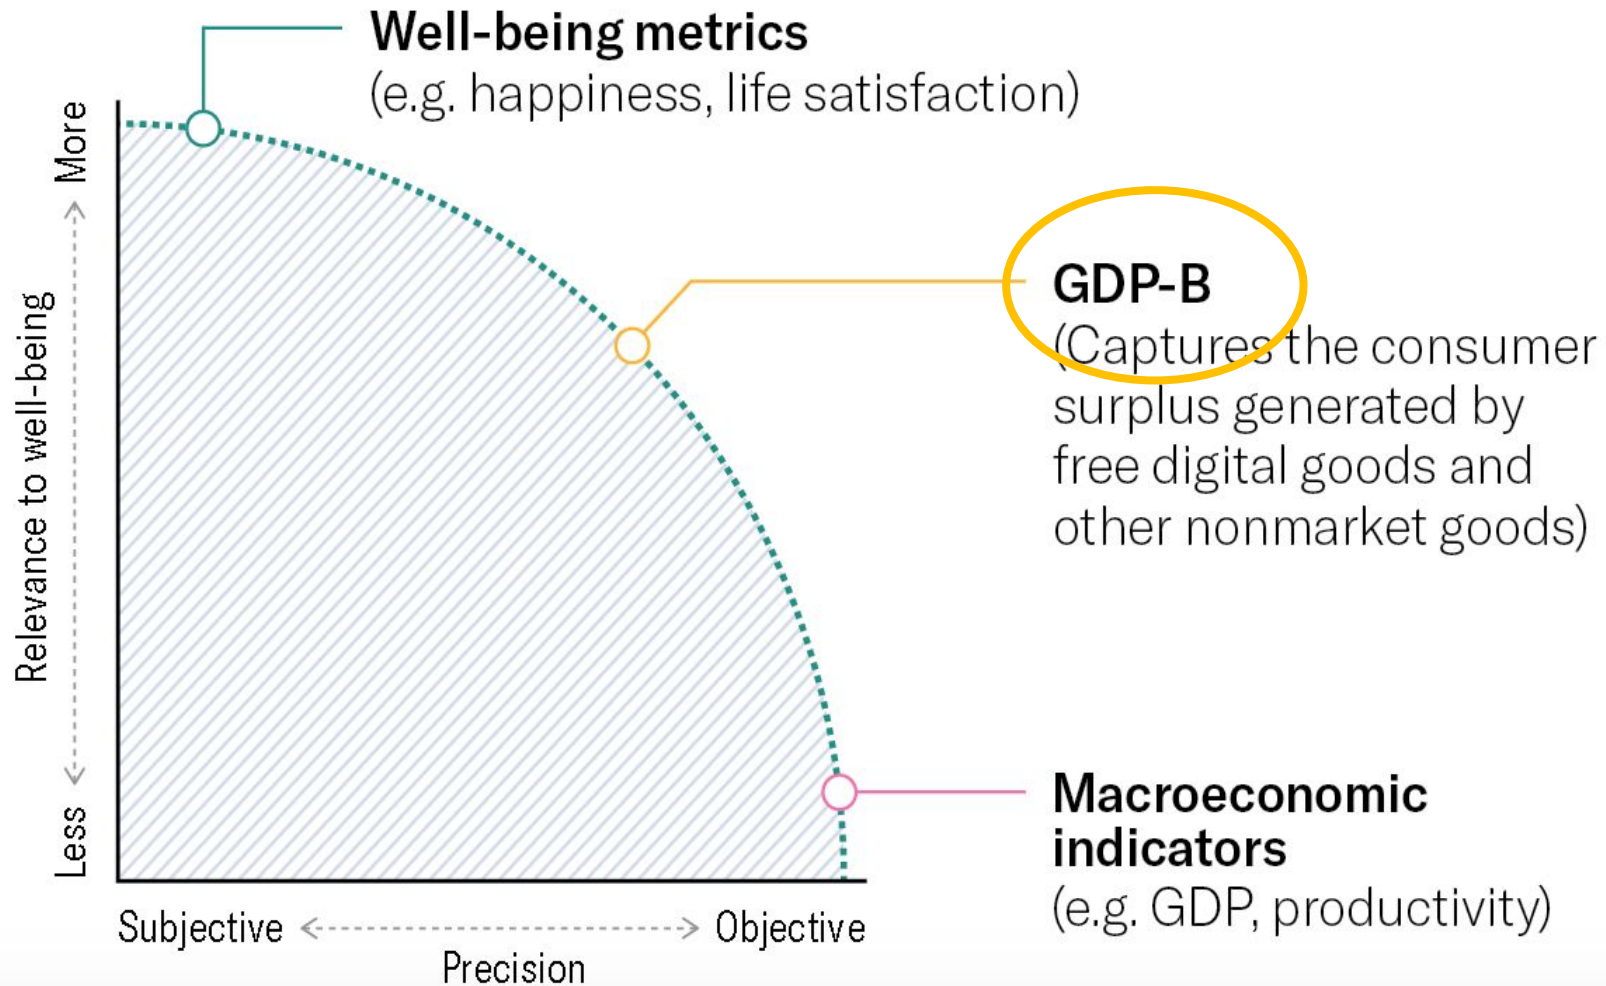 Well-being metrics
(e.g. happiness, life satisfaction)
More
Relevance to well-being
Less
GDP-B
(Captures the consumer
surplus generated by
free digital goods and
other nonmarket goods)
Macroeconomic
indicators
(e.g. GDP, productivity)
Subjective
Objective
Precision